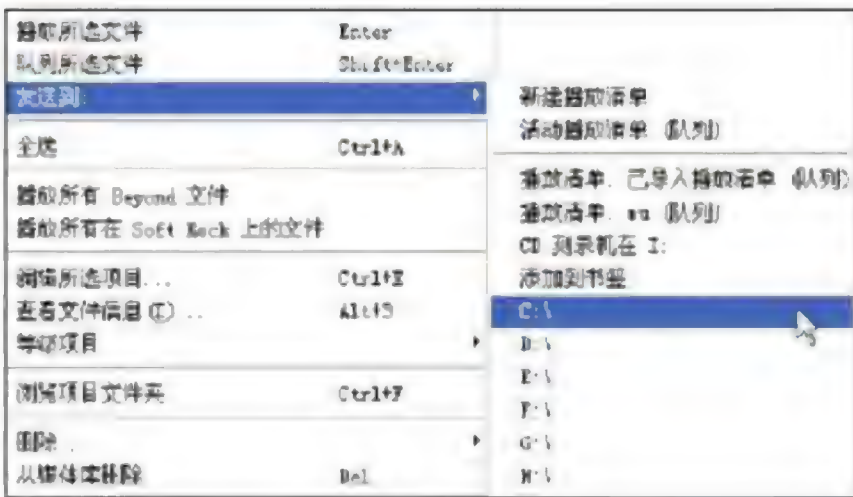 播放所选文件 Enter
队列所选文件 Shift+Enter
发送到:
全选 Ctrl+A
播放所有 Beyond 文件
播放所有在 Soft Rock 上的文件
编辑所选项目... Ctrl+E
查看文件信息(I)... Alt+3
等级项目
浏览项目文件夹 Ctrl+F
删除...
从媒体库移除 Del
新建播放清单
活动播放清单 (队列)
播放清单: 已导入播放清单 (队列)
播放清单: (队列)
CD 刻录机在 I:
添加到书签
C:\
D:\
E:\
F:\
G:\
H:\